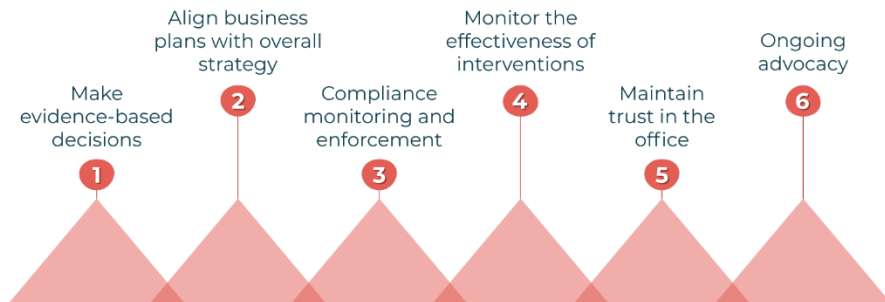 Make
evidence-based
decisions
1
Align business
plans with overall
strategy
2
Compliance
monitoring and
enforcement
3
Monitor the
effectiveness of
interventions
4
Maintain
trust in the
office
5
Ongoing
advocacy
6